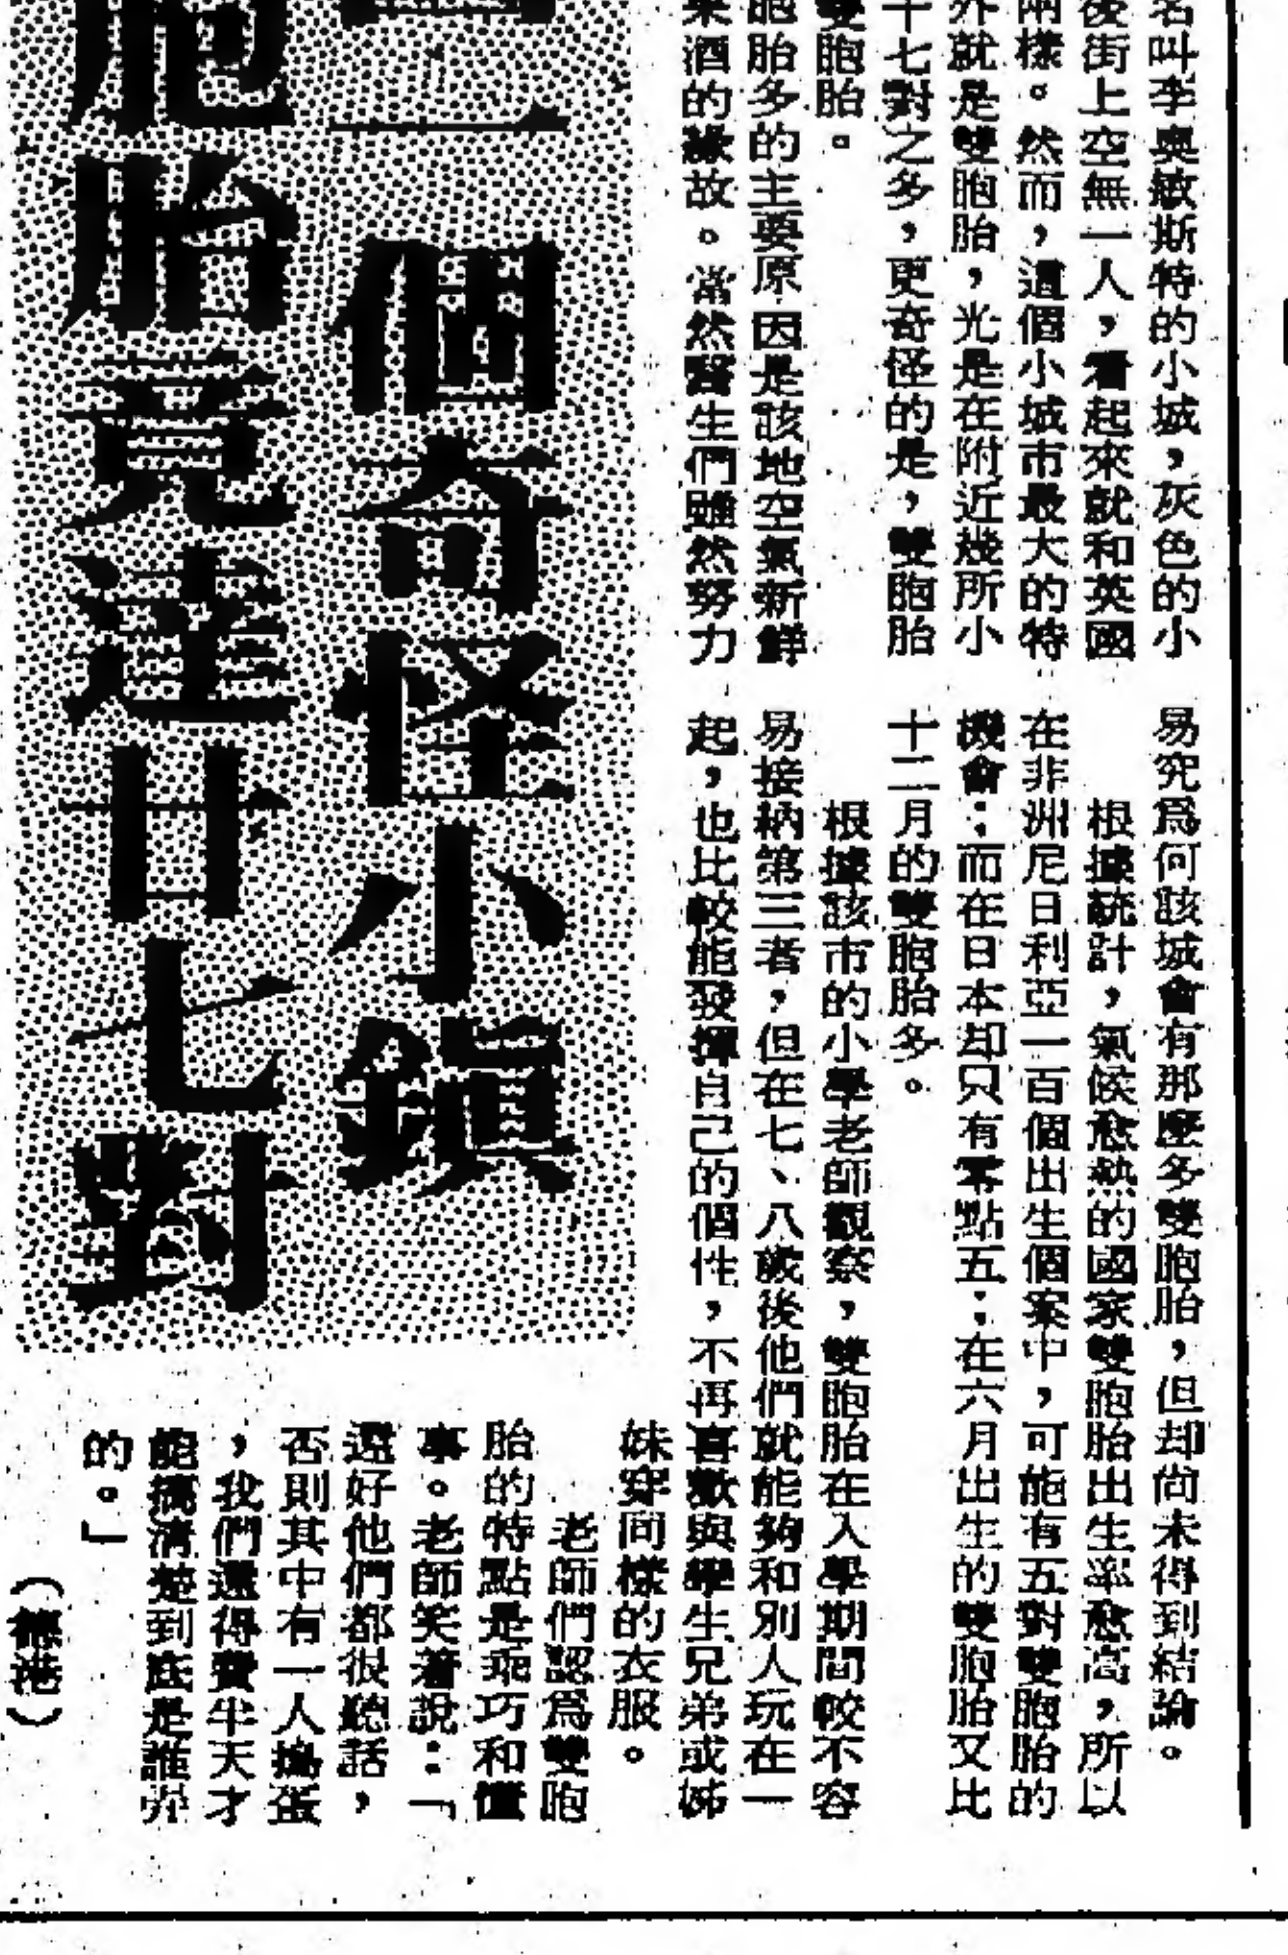 一個奇怪小鎮
胞胎竟達廿七對
名叫李奧敏斯特的小城，灰色的小
後街上空無一人，看起來就和英國
兩樣。然而，這個小城市最大的特
外就是雙胞胎，光是在附近幾所小
十七對之多，更奇怪的是，雙胞胎
雙胞胎。
胞胎多的主要原因是該地空氣新鮮
果酒的緣故。當然醫生們雖然努力
易究爲何該城會有那麼多雙胞胎，但却尚未得到結論。
根據統計，氣候愈熱的國家雙胞胎出生率愈高，所以
在非洲尼日利亞一百個出生個案中，可能有五對雙胞胎的
機會；而在日本却只有零點五；在六月出生的雙胞胎又比
十二月的雙胞胎多。
根據該市的小學老師觀察，雙胞胎在入學期間較不容
易接納第三者，但在七、八歲後他們就能夠和別人玩在一
起，也比較能發揮自己的個性，不再喜歡與孿生兄弟或姊
妹穿同樣的衣服。
老師們認爲雙胞
胎的特點是乖巧和懂
事。老師笑着說：「
還好他們都很聽話，
否則其中有一人搗蛋
，我們還得費半天才
能搞清楚到底是誰弄
的。」
（德港）